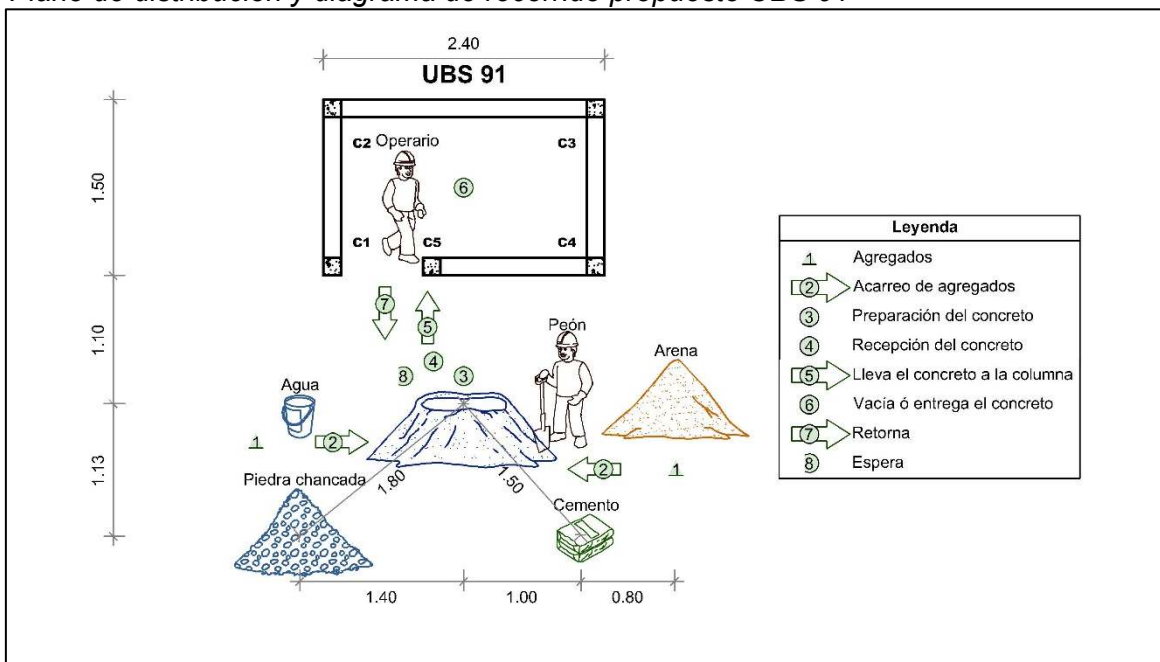 Plano de distribución y diagrama de recorrido propuesto UBS 91
2.40
UBS 91
1.50
C2 Operario
C3
6
C1
C5
C4
7
5
1.10
4
8
3
Peón
Arena
Agua
1
2
2
1
1.13
Piedra chancada
1.80
1.50
Cemento
1.40
1.00
0.80
Leyenda
1 Agregados
2 Acarreo de agregados
3 Preparación del concreto
4 Recepción del concreto
5 Lleva el concreto a la columna
6 Vacía ó entrega el concreto
7 Retorna
8 Espera